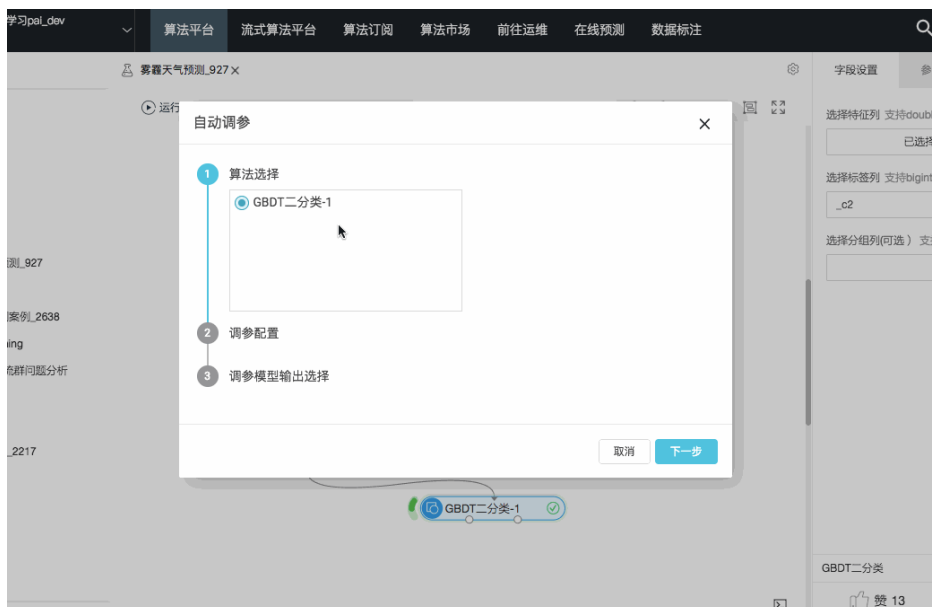 学习pai_dev
算法平台 流式算法平台 算法订阅 算法市场 前往运维 在线预测 数据标注
雾霾天气预测_927 ×
字段设置
运行
自动调参
选择特征列 支持doubl
已选择
1 算法选择
GBDT二分类-1
选择标签列 支持bigint
_c2
选择分组列(可选)
测_927
案例_2638
ning
2 调参配置
流群问题分析
3 调参模型输出选择
_2217
取消 下一步
GBDT二分类-1
GBDT二分类
赞 13